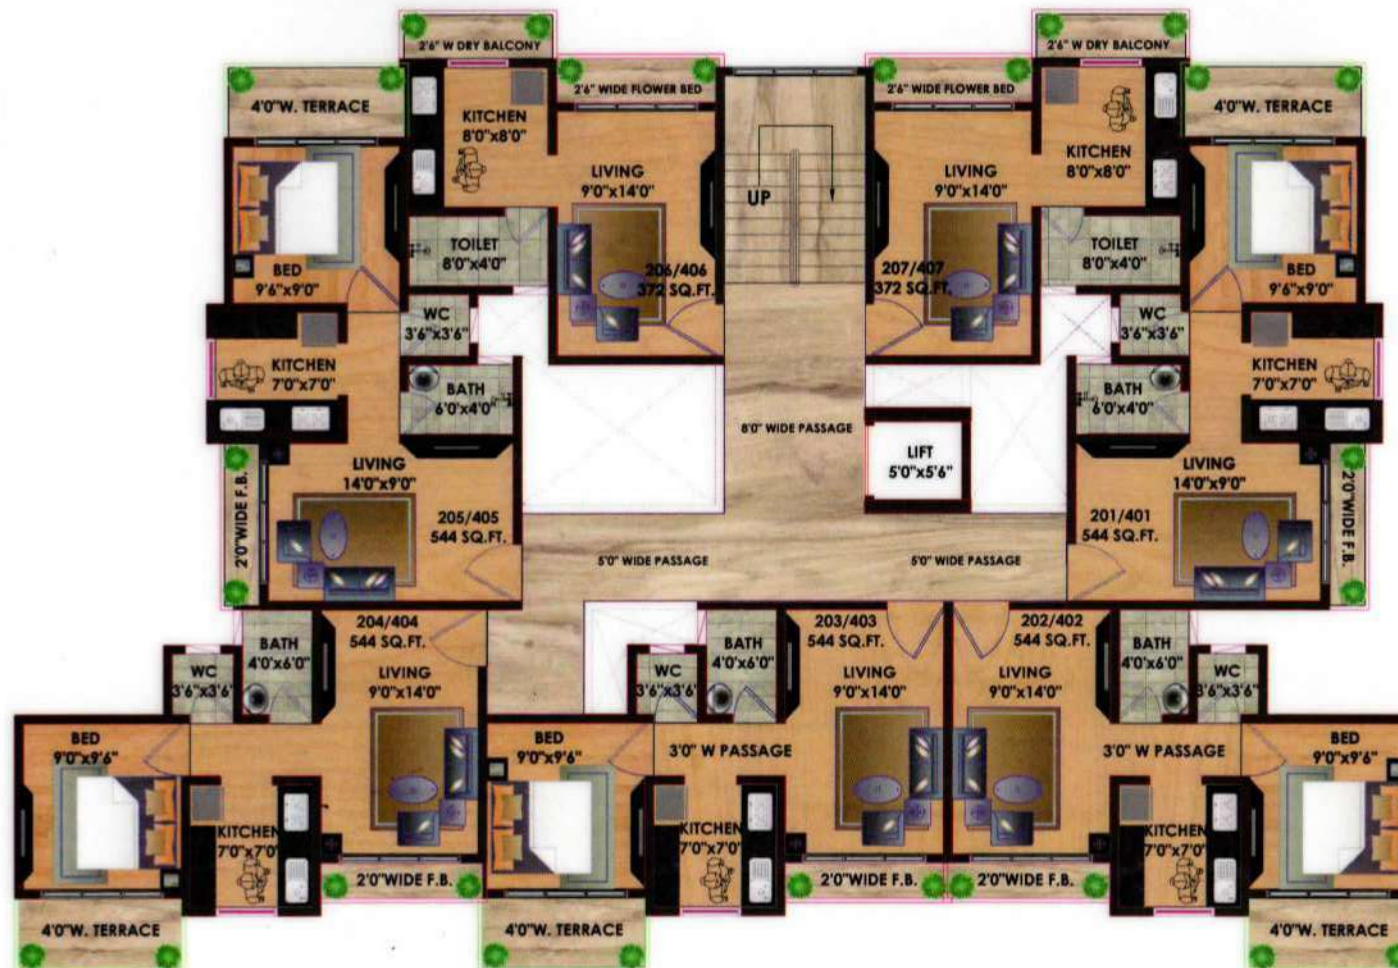 2'6" W DRY BALCONY
2'6" W DRY BALCONY
4'0"W. TERRACE
2'6" WIDE FLOWER BED
2'6" WIDE FLOWER BED
4'0"W. TERRACE
KITCHEN
8'0"x8'0"
KITCHEN
8'0"x8'0"
LIVING
9'0"x14'0"
UP
LIVING
9'0"x14'0"
TOILET
8'0"x4'0"
TOILET
8'0"x4'0"
BED
9'6"x9'0"
206/406
372 SQ.FT.
207/407
372 SQ.FT.
BED
9'6"x9'0"
WC
3'6"x3'6"
WC
3'6"x3'6"
KITCHEN
7'0"x7'0"
KITCHEN
7'0"x7'0"
BATH
6'0'x4'0"
BATH
6'0'x4'0"
8'0" WIDE PASSAGE
LIFT
5'0"x5'6"
LIVING
14'0"x9'0"
LIVING
14'0"x9'0"
2'0"WIDE F.B.
205/405
544 SQ.FT.
201/401
544 SQ.FT.
2'0"WIDE F.B.
5'0" WIDE PASSAGE
5'0" WIDE PASSAGE
204/404
544 SQ.FT.
203/403
544 SQ.FT.
202/402
544 SQ.FT.
BATH
4'0'x6'0"
BATH
4'0'x6'0"
BATH
4'0'x6'0"
WC
3'6"x3'6'
LIVING
9'0"x14'0"
WC
3'6"x3'6
LIVING
9'0"x14'0"
LIVING
9'0"x14'0"
WC
3'6"x3'6"
BED
9'0"x9'6"
BED
9'0"x9'6"
3'0" W PASSAGE
3'0" W PASSAGE
BED
9'0"x9'6"
KITCHEN
7'0"x7'0'
KITCHEN
7'0"x7'0"
KITCHEN
7'0"x7'0"
2'0"WIDE F.B.
2'0"WIDE F.B.
2'0"WIDE F.B.
4'0"W. TERRACE
4'0"W. TERRACE
4'0"W. TERRACE